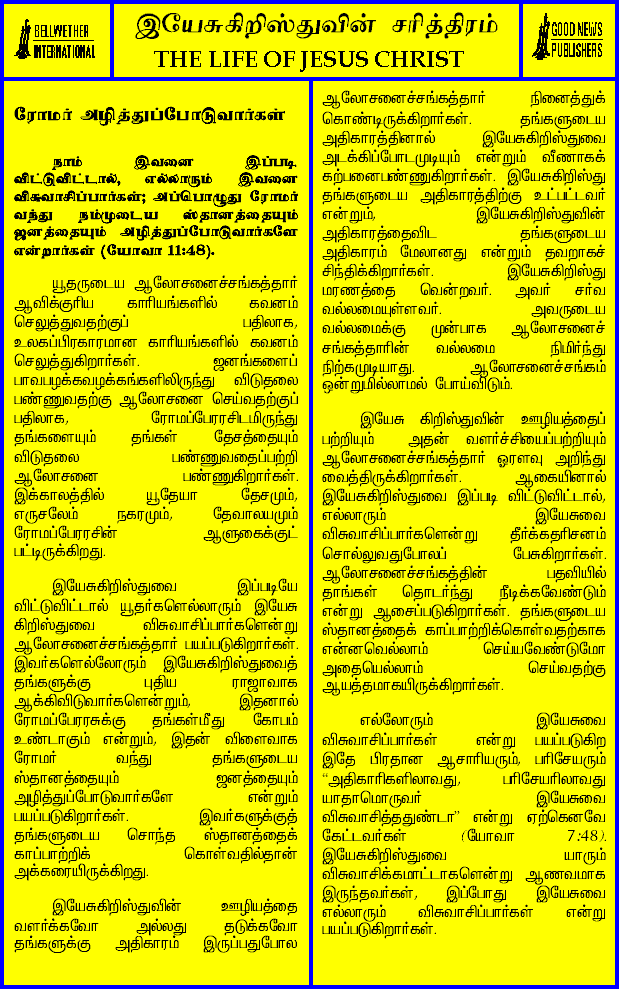 BELLWETHER
INTERNATIONAL
இயேசுகிறிஸ்துவின் சரித்திரம்
THE LIFE OF JESUS CHRIST
GOOD NEWS
PUBLISHERS
ரோமர் அழித்துப்போடுவார்கள்
நாம் இவனை இப்படி
விட்டுவிட்டால், எல்லாரும் இவனை
விசுவாசிப்பார்கள்; அப்பொழுது ரோமர்
வந்து நம்முடைய ஸ்தானத்தையும்
ஜனத்தையும் அழித்துப்போடுவார்களே
என்றார்கள் (யோவா 11:48).
யூதருடைய ஆலோசனைச்சங்கத்தார்
ஆவிக்குரிய காரியங்களில் கவனம்
செலுத்துவதற்குப் பதிலாக,
உலகப்பிரகாரமான காரியங்களில் கவனம்
செலுத்துகிறார்கள். ஜனங்களைப்
பாவபழக்கவழக்கங்களிலிருந்து விடுதலை
பண்ணுவதற்கு ஆலோசனை செய்வதற்குப்
பதிலாக, ரோமப்பேரரசிடமிருந்து
தங்களையும் தங்கள் தேசத்தையும்
விடுதலை பண்ணுவதைப்பற்றி
ஆலோசனை பண்ணுகிறார்கள்.
இக்காலத்தில் யூதேயா தேசமும்,
எருசலேம் நகரமும், தேவாலயமும்
ரோமப்பேரரசின் ஆளுகைக்குட்
பட்டிருக்கிறது.
இயேசுகிறிஸ்துவை இப்படியே
விட்டுவிட்டால் யூதர்களெல்லாரும் இயேசு
கிறிஸ்துவை விசுவாசிப்பார்களென்று
ஆலோசனைச்சங்கத்தார் பயப்படுகிறார்கள்.
இவர்களெல்லோரும் இயேசுகிறிஸ்துவைத்
தங்களுக்கு புதிய ராஜாவாக
ஆக்கிவிடுவார்களென்றும், இதனால்
ரோமப்பேரரசுக்கு தங்கள்மீது கோபம்
உண்டாகும் என்றும், இதன் விளைவாக
ரோமர் வந்து தங்களுடைய
ஸ்தானத்தையும் ஜனத்தையும்
அழித்துப்போடுவார்களே என்றும்
பயப்படுகிறார்கள். இவர்களுக்குத்
தங்களுடைய சொந்த ஸ்தானத்தைக்
காப்பாற்றிக் கொள்வதில்தான்
அக்கரையிருக்கிறது.
இயேசுகிறிஸ்துவின் ஊழியத்தை
வளர்க்கவோ அல்லது தடுக்கவோ
தங்களுக்கு அதிகாரம் இருப்பதுபோல
ஆலோசனைச்சங்கத்தார் நினைத்துக்
கொண்டிருக்கிறார்கள். தங்களுடைய
அதிகாரத்தினால் இயேசுகிறிஸ்துவை
அடக்கிப்போடமுடியும் என்றும் வீணாகக்
கற்பனைபண்ணுகிறார்கள். இயேசுகிறிஸ்து
தங்களுடைய அதிகாரத்திற்கு உட்பட்டவர்
என்றும், இயேசுகிறிஸ்துவின்
அதிகாரத்தைவிட தங்களுடைய
அதிகாரம் மேலானது என்றும் தவறாகச்
சிந்திக்கிறார்கள். இயேசுகிறிஸ்து
மரணத்தை வென்றவர். அவர் சர்வ
வல்லமையுள்ளவர். அவருடைய
வல்லமைக்கு முன்பாக ஆலோசனைச்
சங்கத்தாரின் வல்லமை நிமிர்ந்து
நிற்கமுடியாது. ஆலோசனைச்சங்கம்
ஒன்றுமில்லாமல் போய்விடும்.
இயேசு கிறிஸ்துவின் ஊழியத்தைப்
பற்றியும் அதன் வளர்ச்சியைப்பற்றியும்
ஆலோசனைச்சங்கத்தார் ஓரளவு அறிந்து
வைத்திருக்கிறார்கள். ஆகையினால்
இயேசுகிறிஸ்துவை இப்படி விட்டுவிட்டால்,
எல்லாரும் இயேசுவை
விசுவாசிப்பார்களென்று தீர்க்கதரிசனம்
சொல்லுவதுபோலப் பேசுகிறார்கள்.
ஆலோசனைச்சங்கத்தின் பதவியில்
தாங்கள் தொடர்ந்து நீடிக்கவேண்டும்
என்று ஆசைப்படுகிறார்கள். தங்களுடைய
ஸ்தானத்தைக் காப்பாற்றிக்கொள்வதற்காக
என்னவெல்லாம் செய்யவேண்டுமோ
அதையெல்லாம் செய்வதற்கு
ஆயத்தமாகயிருக்கிறார்கள்.
எல்லோரும் இயேசுவை
விசுவாசிப்பார்கள் என்று பயப்படுகிற
இதே பிரதான ஆசாரியரும், பரிசேயரும்
“அதிகாரிகளிலாவது, பரிசேயரிலாவது
யாதாமொருவர் இயேசுவை
விசுவாசித்ததுண்டா” என்று ஏற்கெனவே
கேட்டவர்கள் (யோவா 7:48).
இயேசுகிறிஸ்துவை யாரும்
விசுவாசிக்கமாட்டாகளென்று ஆணவமாக
இருந்தவர்கள், இப்போது இயேசுவை
எல்லாரும் விசுவாசிப்பார்கள் என்று
பயப்படுகிறார்கள்.